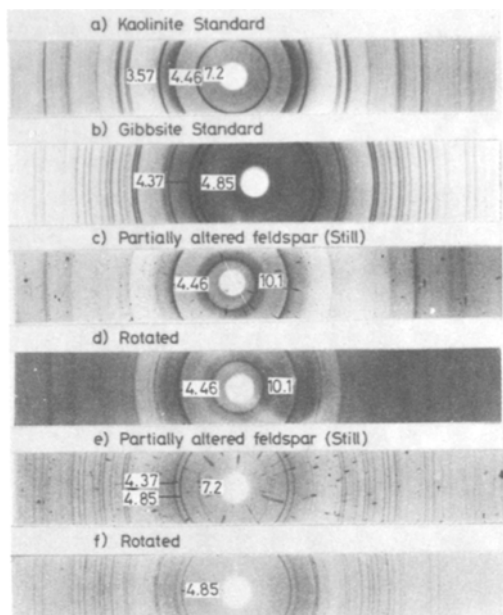 a) Kaolinite Standard
3.57 4.46 7.2
b) Gibbsite Standard
4.37 4.85
c) Partially altered feldspar (Still)
4.46 10.1
d) Rotated
4.46 10.1
e) Partially altered feldspar (Still)
4.37
7.2
4.85
f) Rotated
4.85